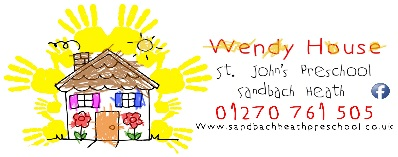 Wendy House
St. John's Preschool
Sandbach Heath
01270 761 505
www.sandbachheathpreschool.co.uk